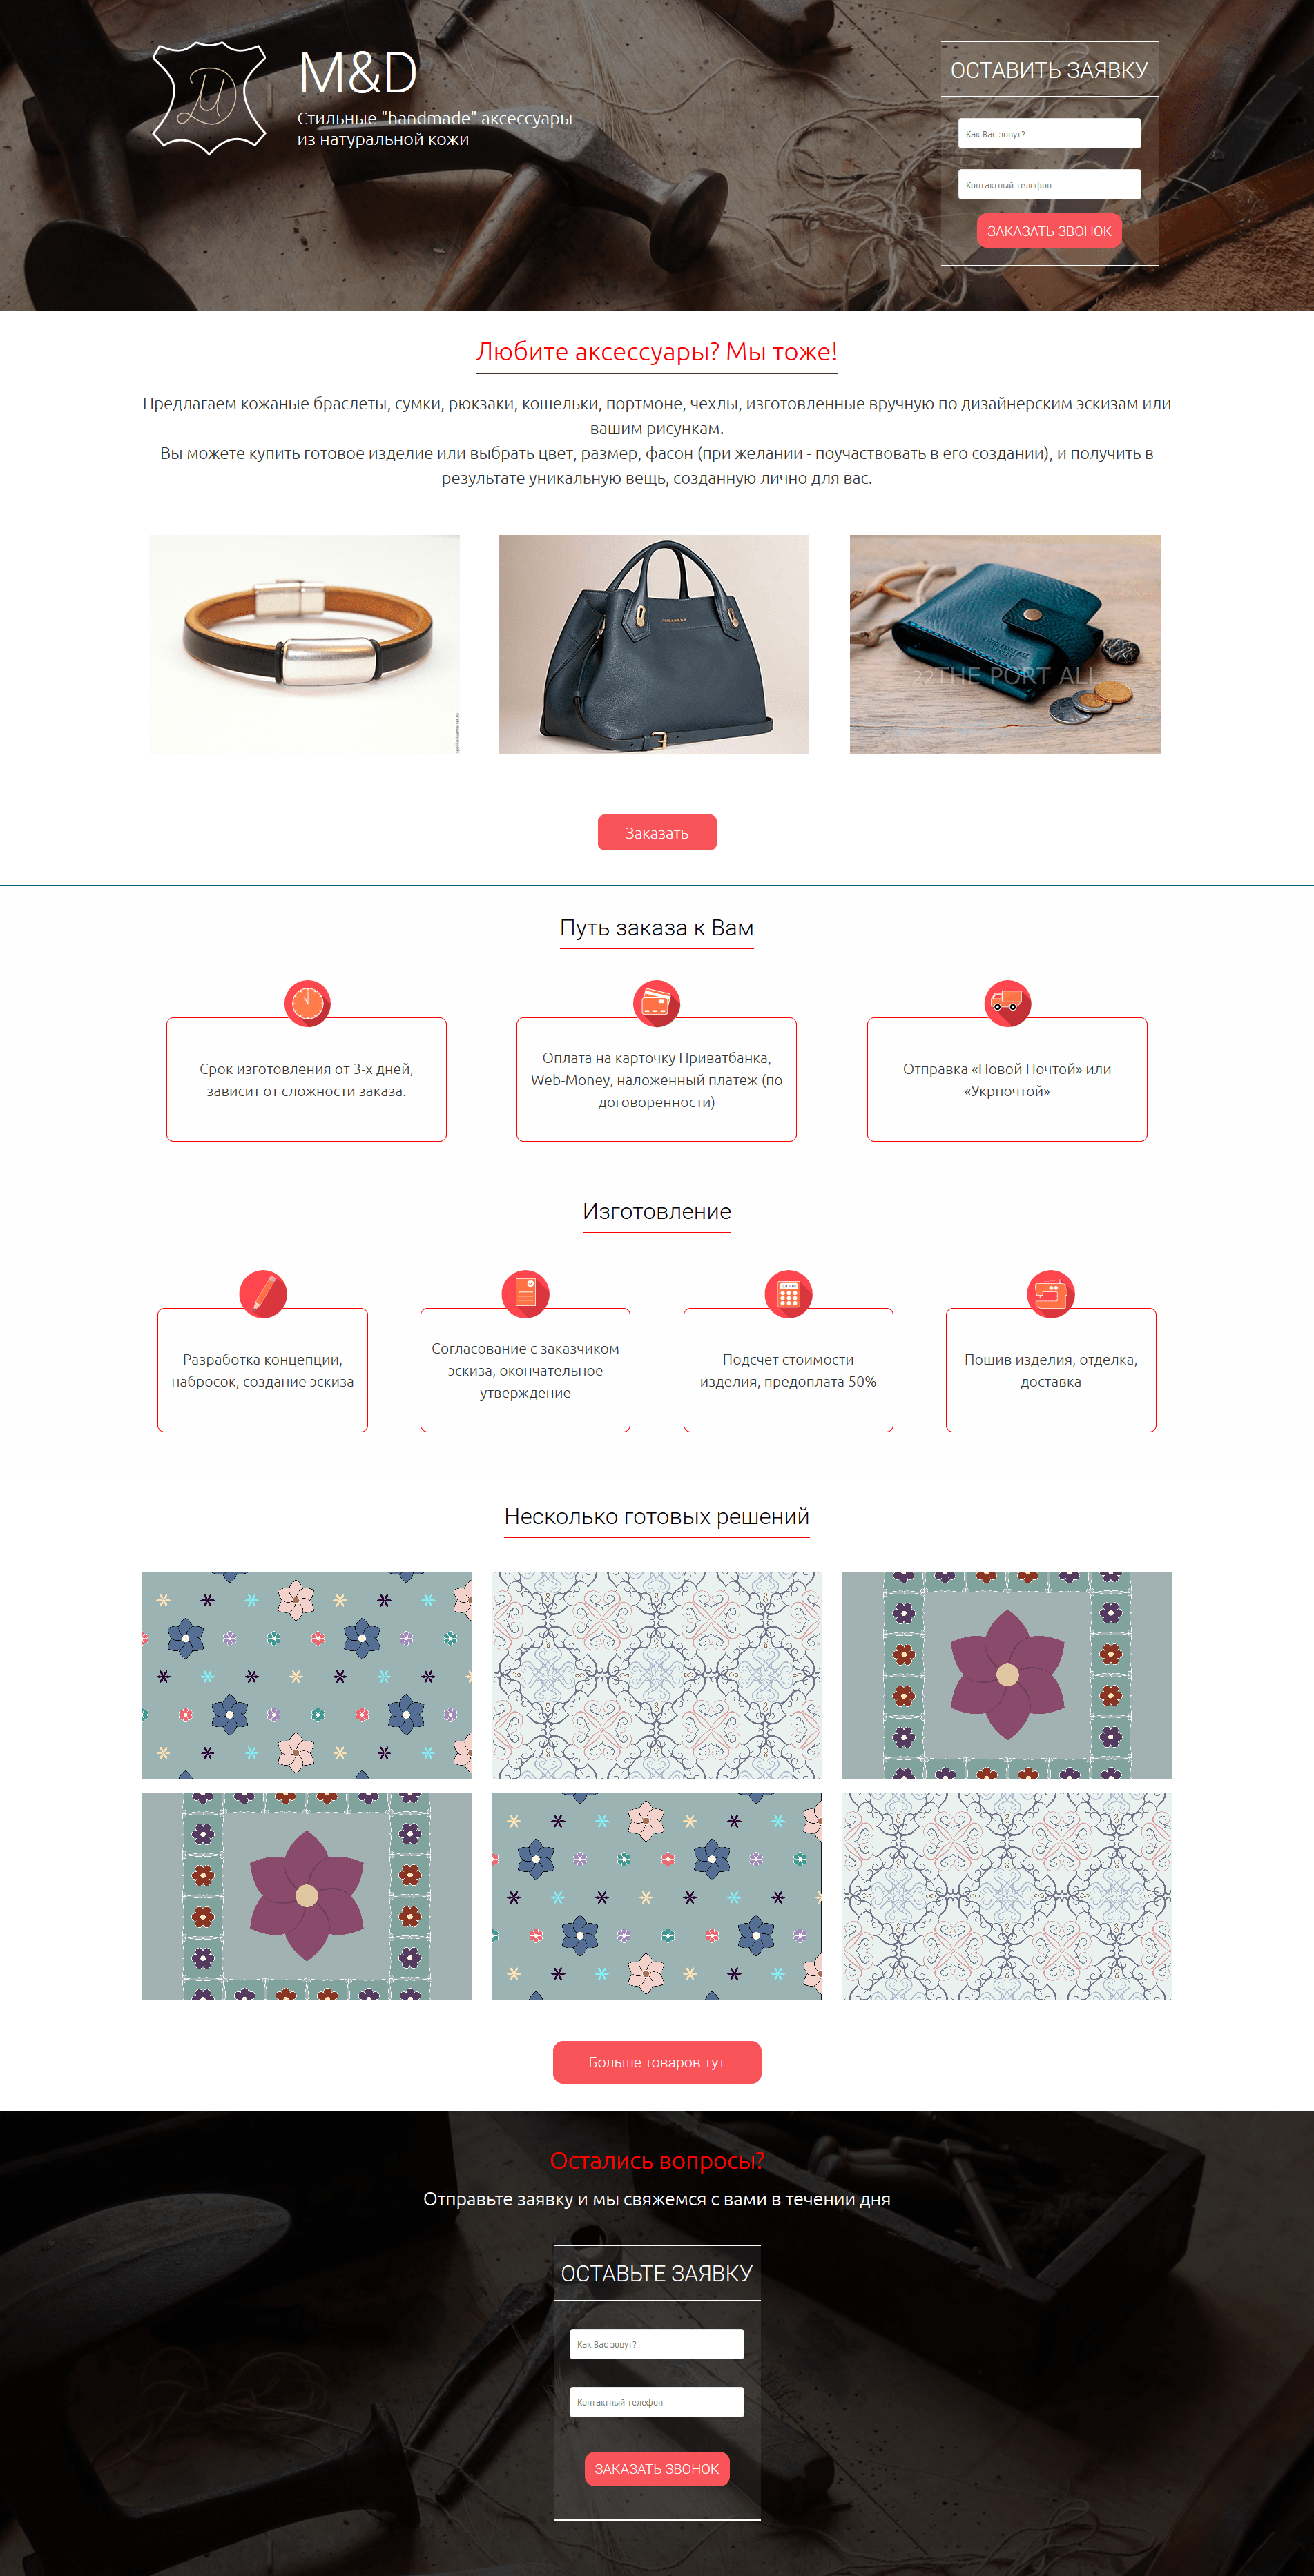 M&D
Стильные "handmade" аксессуары
из натуральной кожи
ОСТАВИТЬ ЗАЯВКУ
Как Вас зовут?
Контактный телефон
ЗАКАЗАТЬ ЗВОНОК
Любите аксессуары? Мы тоже!
Предлагаем кожаные браслеты, сумки, рюкзаки, кошельки, портмоне, чехлы, изготовленные вручную по дизайнерским эскизам или
вашим рисункам.
Вы можете купить готовое изделие или выбрать цвет, размер, фасон (при желании - поучаствовать в его создании), и получить в
результате уникальную вещь, созданную лично для вас.
22THE PORT ALL
Заказать
Путь заказа к Вам
Срок изготовления от 3-х дней,
зависит от сложности заказа.
Оплата на карточку Приватбанка,
Web-Money, наложенный платеж (по
договоренности)
Отправка «Новой Почтой» или
«Укрпочтой»
Изготовление
Разработка концепции,
набросок, создание эскиза
Согласование с заказчиком
эскиза, окончательное
утверждение
Подсчет стоимости
изделия, предоплата 50%
Пошив изделия, отделка,
доставка
Несколько готовых решений
Больше товаров тут
Остались вопросы?
Отправьте заявку и мы свяжемся с вами в течении дня
ОСТАВЬТЕ ЗАЯВКУ
Как Вас зовут?
Контактный телефон
ЗАКАЗАТЬ ЗВОНОК